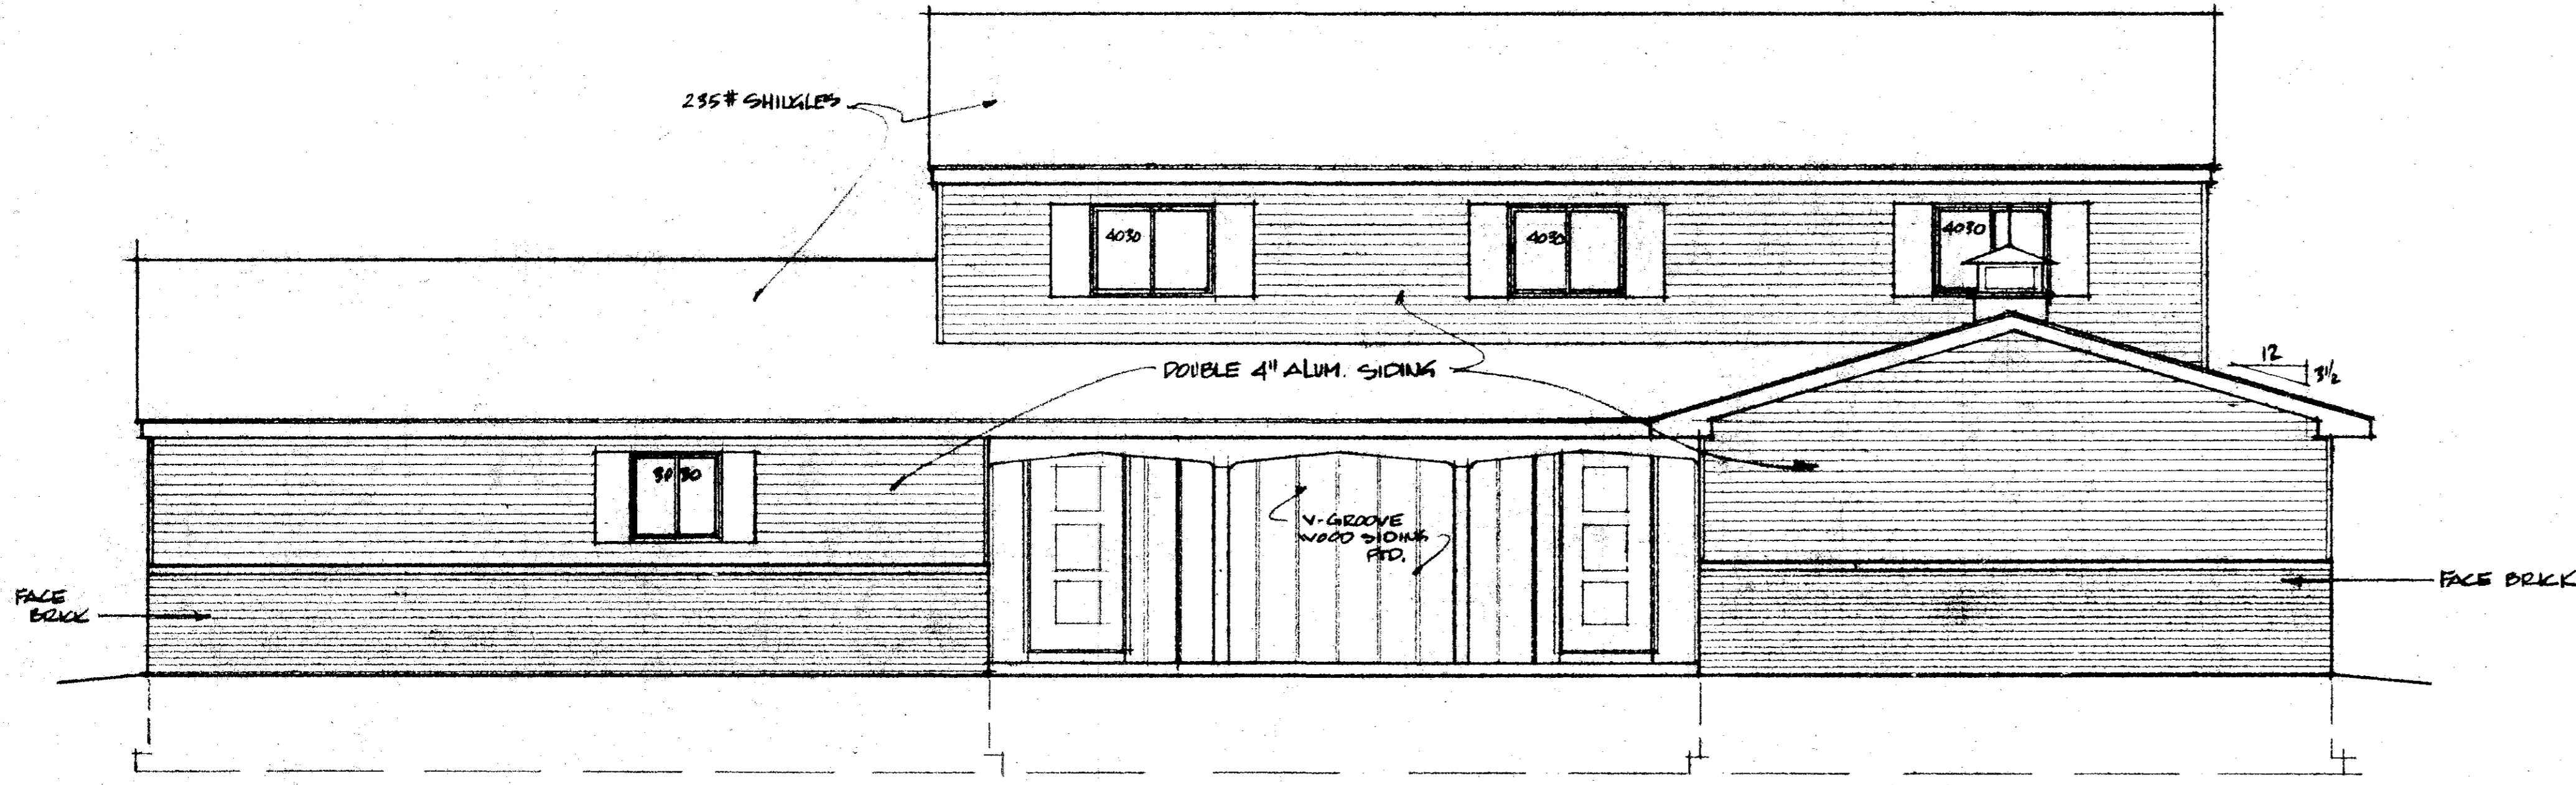 235# SHINGLES
4030
4030
4030
DOUBLE 4" ALUM. SIDING
12
3 1/2
3030
V-GROOVE
WOOD SIDING
PTD.
FACE
BRICK
FACE BRICK